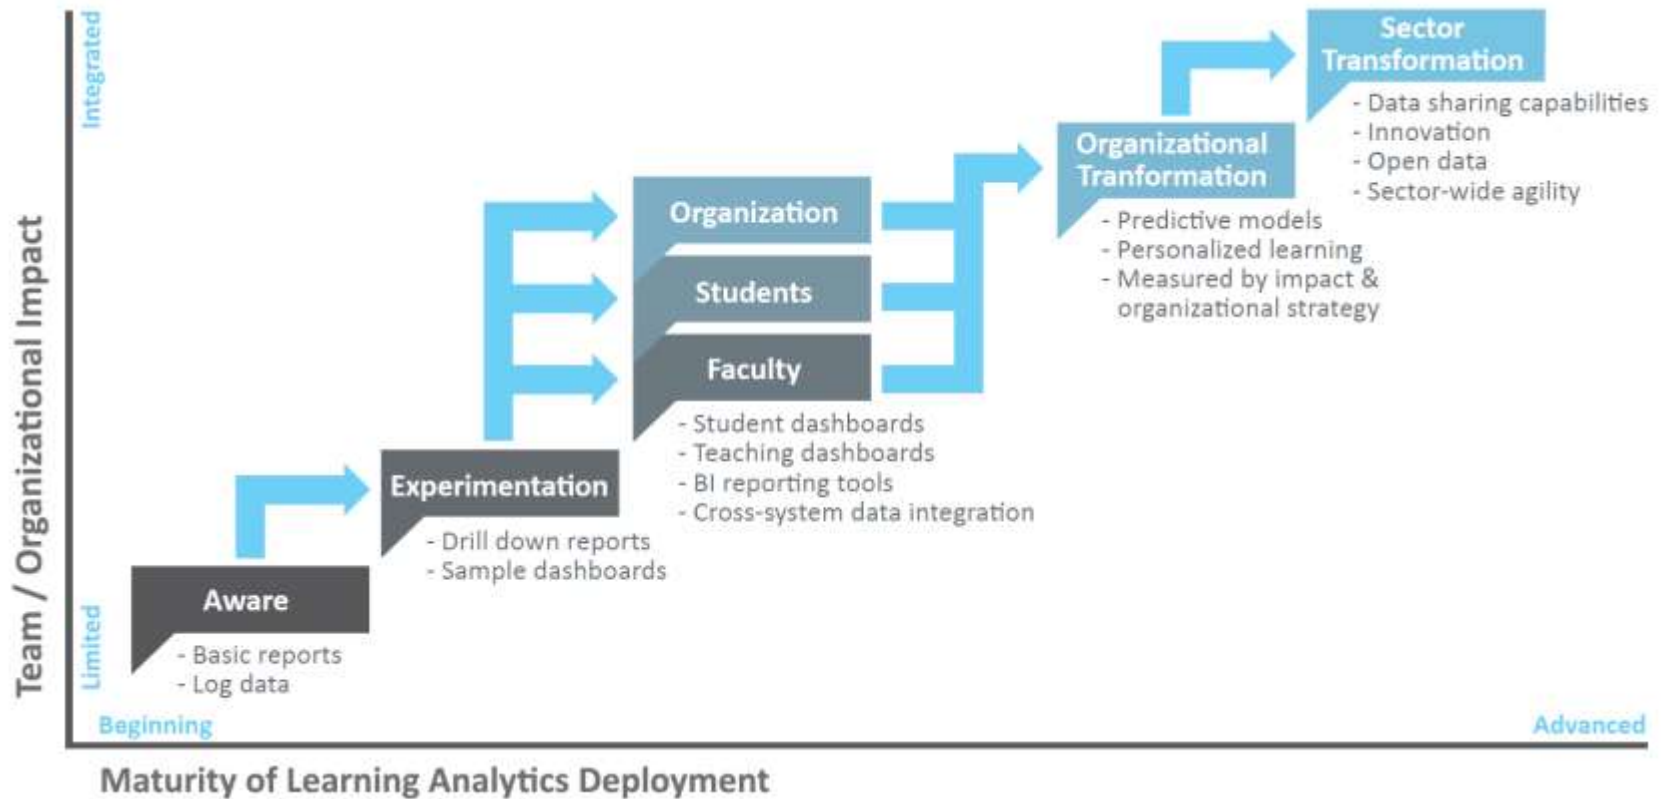 Team / Organizational Impact
Integrated
Limited
Sector
Transformation
- Data sharing capabilities
- Innovation
- Open data
- Sector-wide agility
Organizational
Tranformation
- Predictive models
- Personalized learning
- Measured by impact &
organizational strategy
Organization
Students
Faculty
- Student dashboards
- Teaching dashboards
- BI reporting tools
- Cross-system data integration
Experimentation
- Drill down reports
- Sample dashboards
Aware
- Basic reports
- Log data
Beginning
Advanced
Maturity of Learning Analytics Deployment